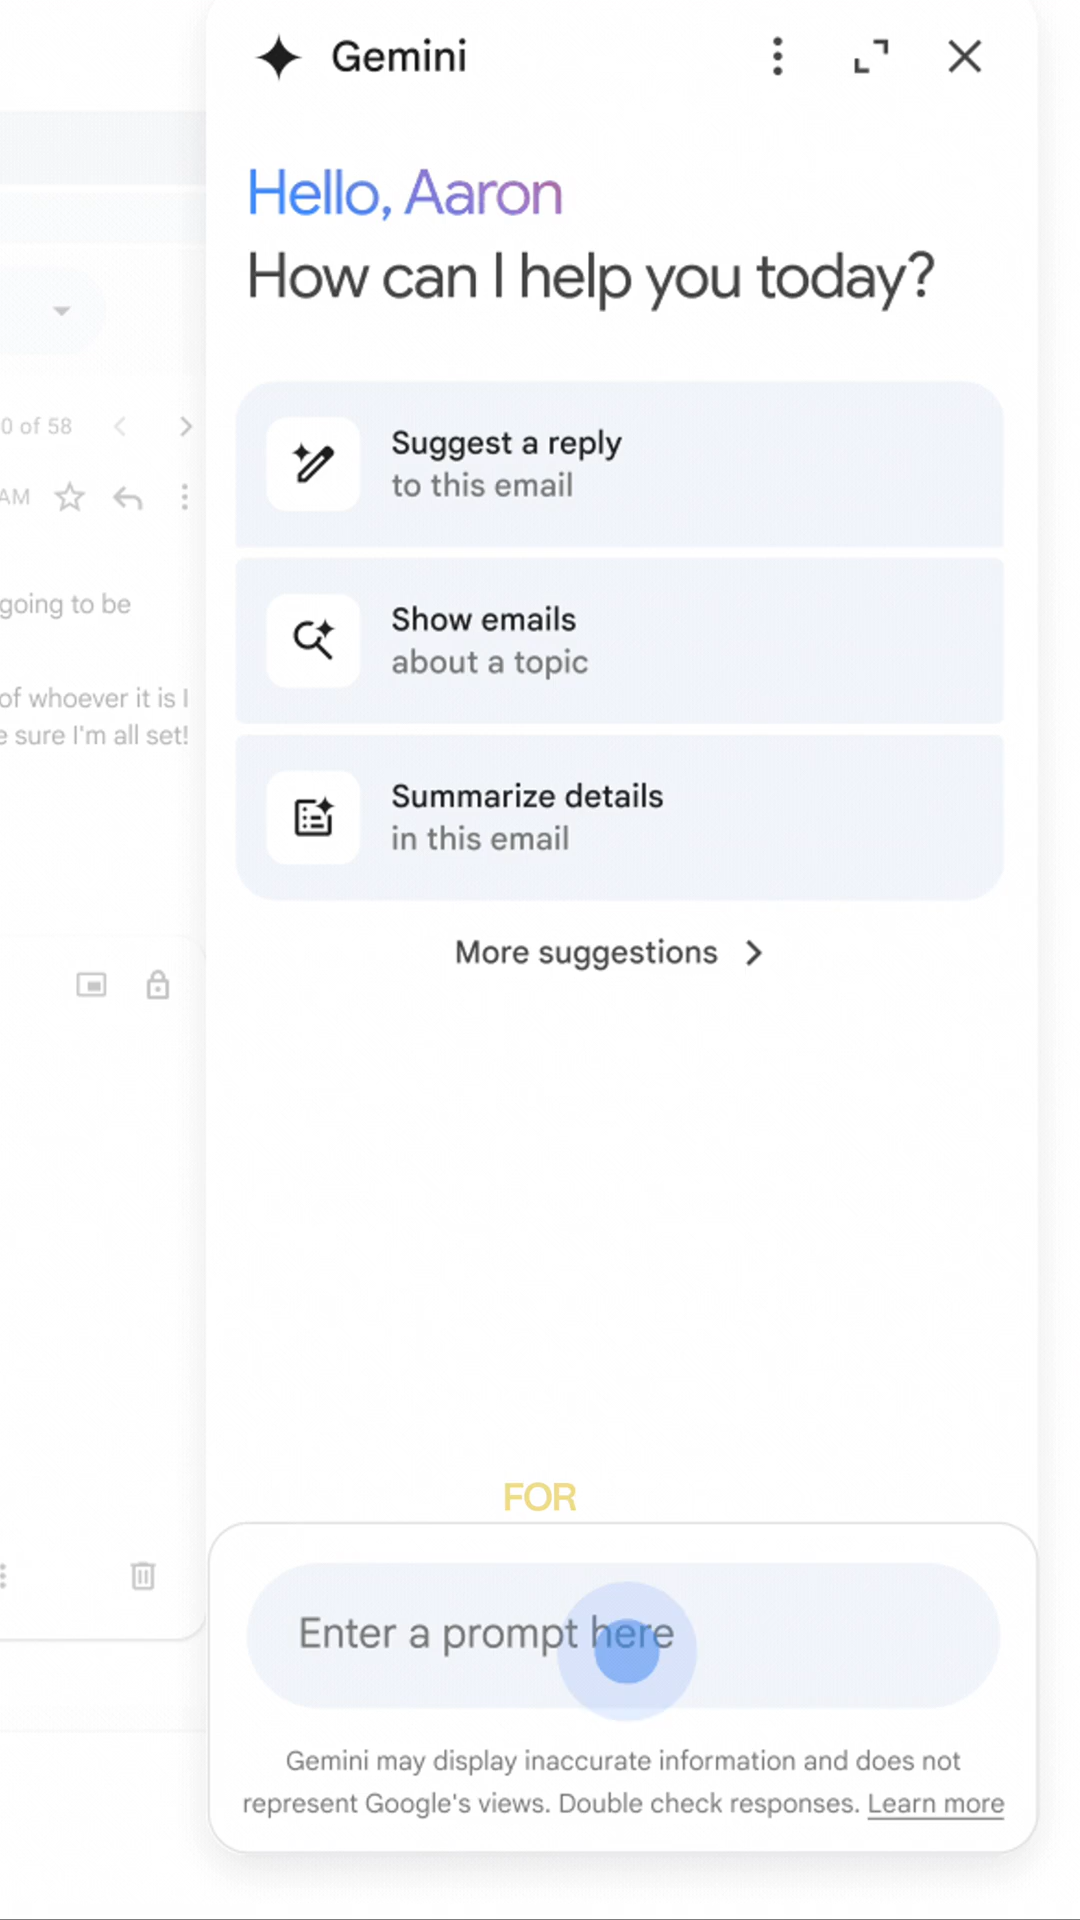 Gemini
Hello, Aaron
How can I help you today?
Suggest a reply
to this email
0 of 58
AM
Show emails
about a topic
going to be
of whoever it is I
e sure I'm all set!
Summarize details
in this email
More suggestions
FOR
Enter a prompt here
Gemini may display inaccurate information and does not
represent Google's views. Double check responses. Learn more